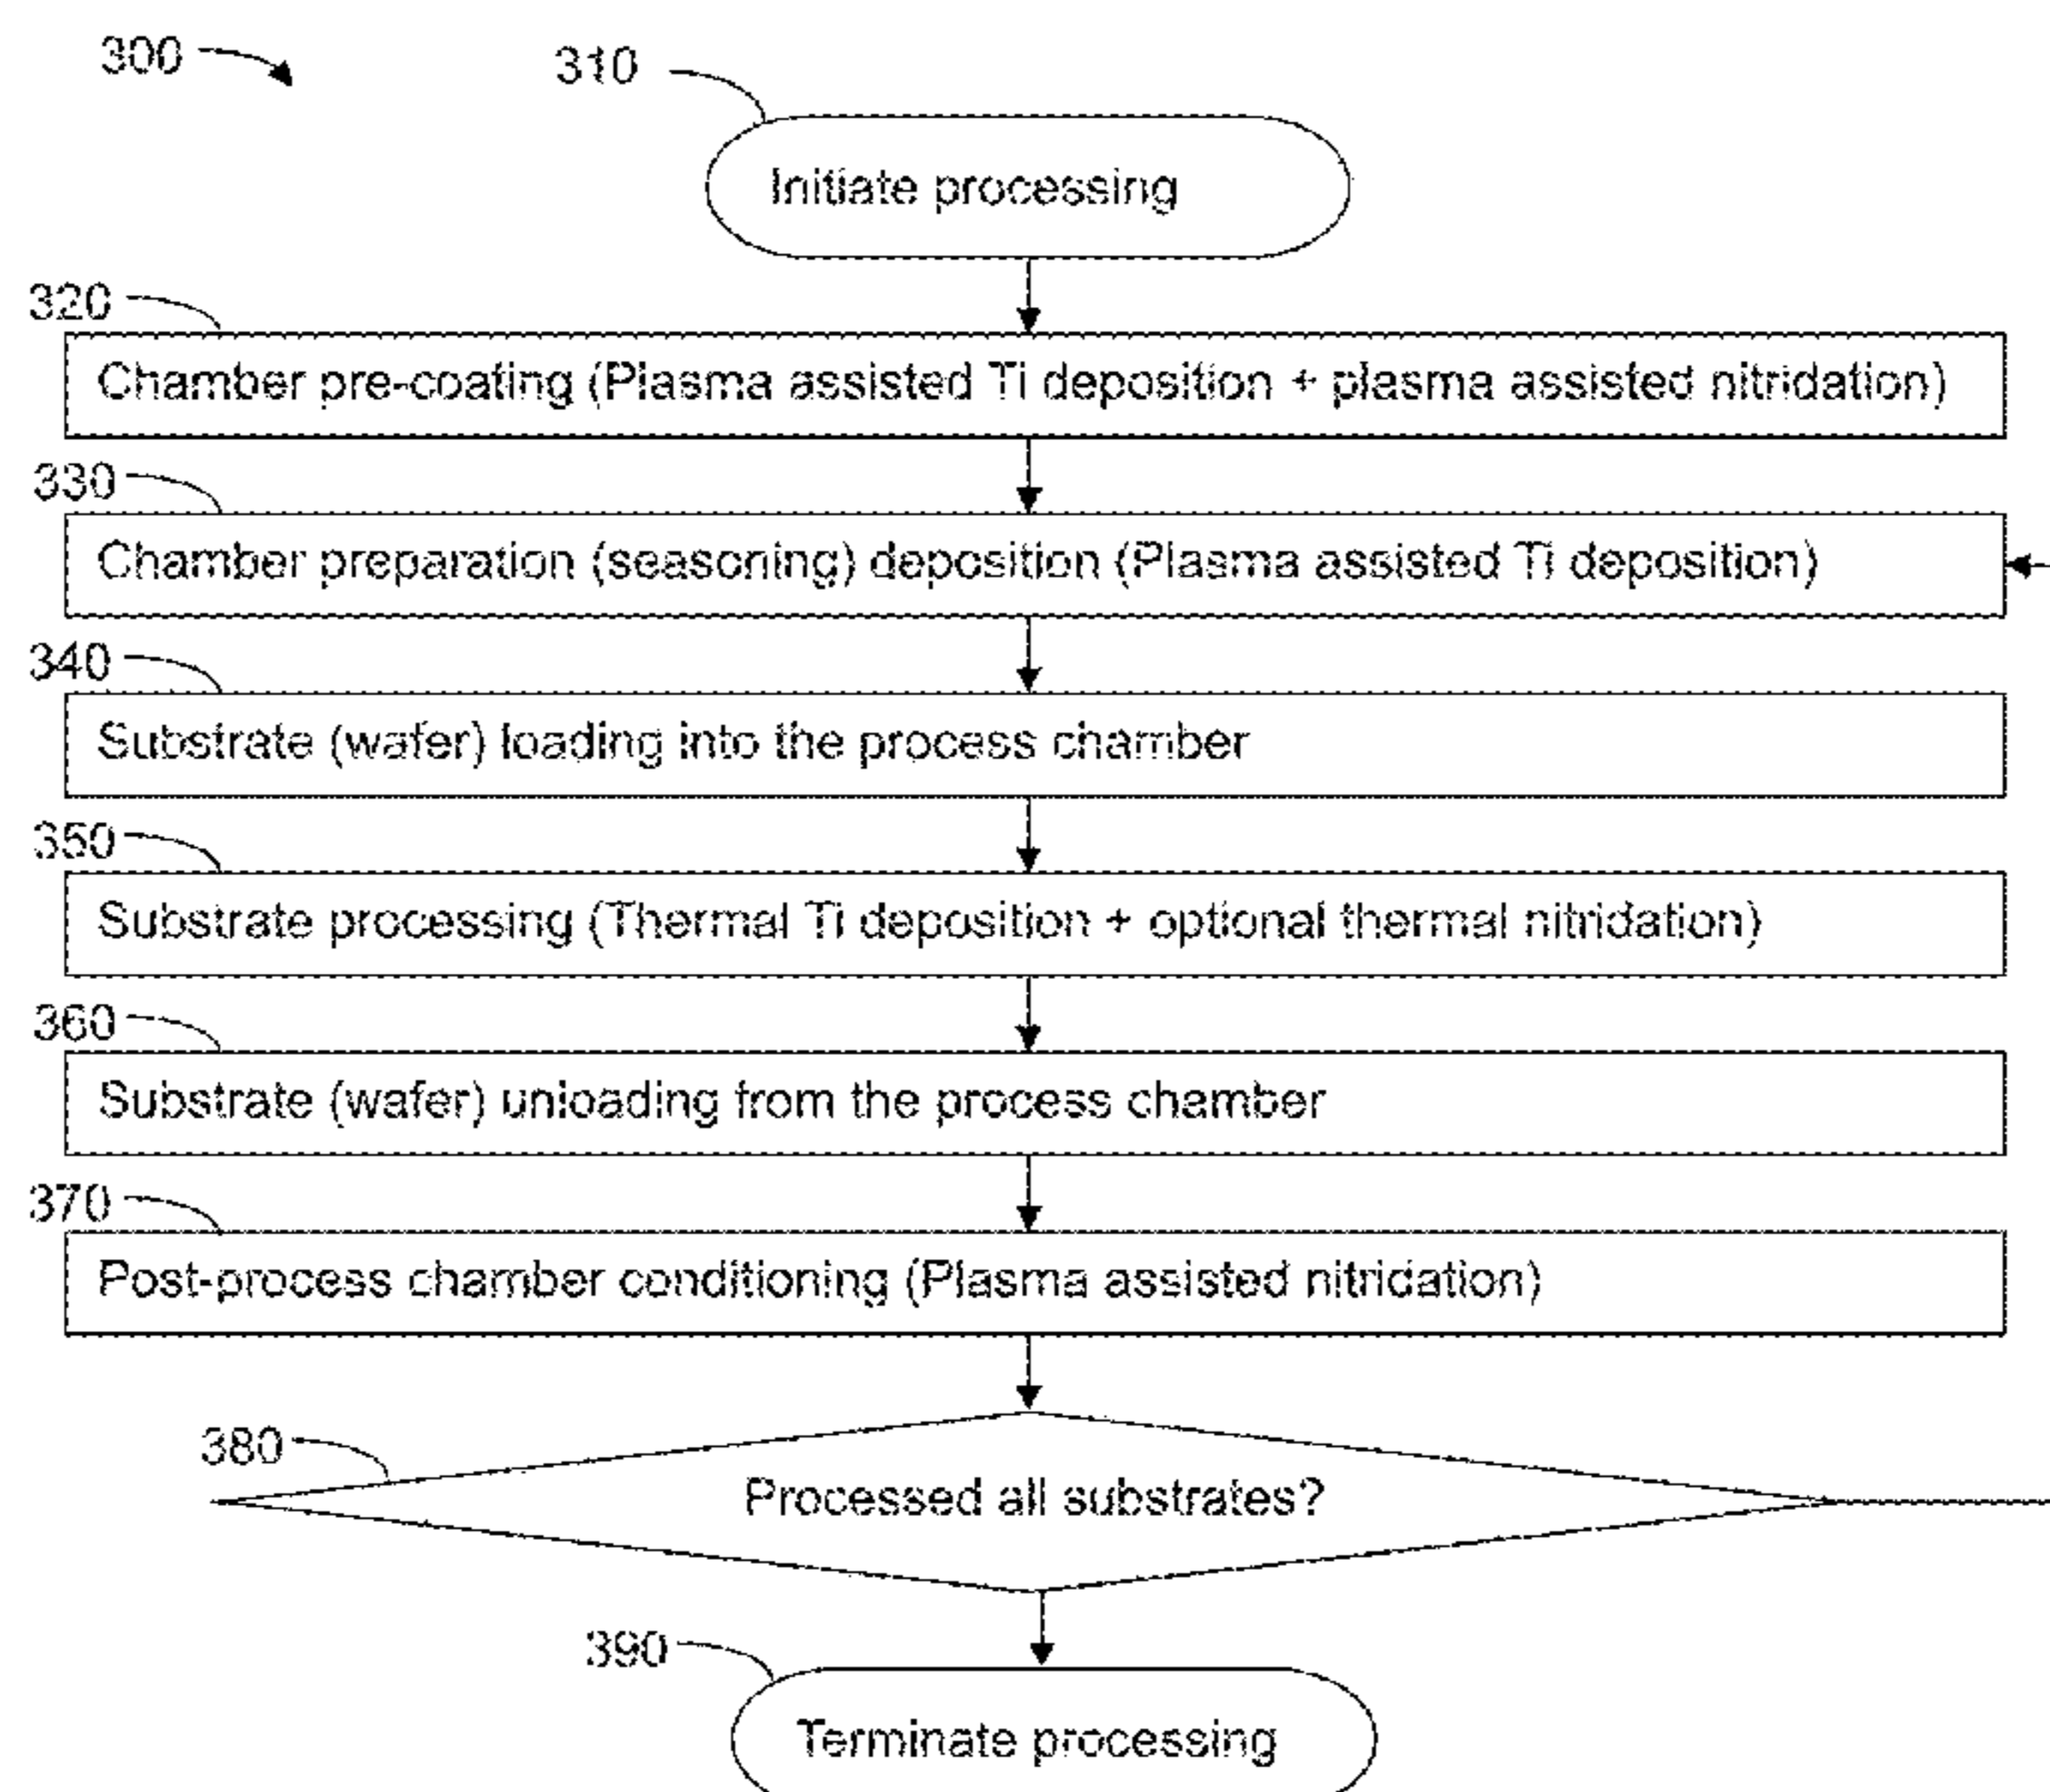 300
310
Initiate processing
320
Chamber pre-coating (Plasma assisted Ti deposition + plasma assisted nitridation)
330
Chamber preparation (seasoning) deposition (Plasma assisted Ti deposition)
340
Substrate (wafer) loading into the process chamber
350
Substrate processing (Thermal Ti deposition + optional thermal nitridation)
360
Substrate (wafer) unloading from the process chamber
370
Post-process chamber conditioning (Plasma assisted nitridation)
380
Processed all substrates?
390
Terminate processing